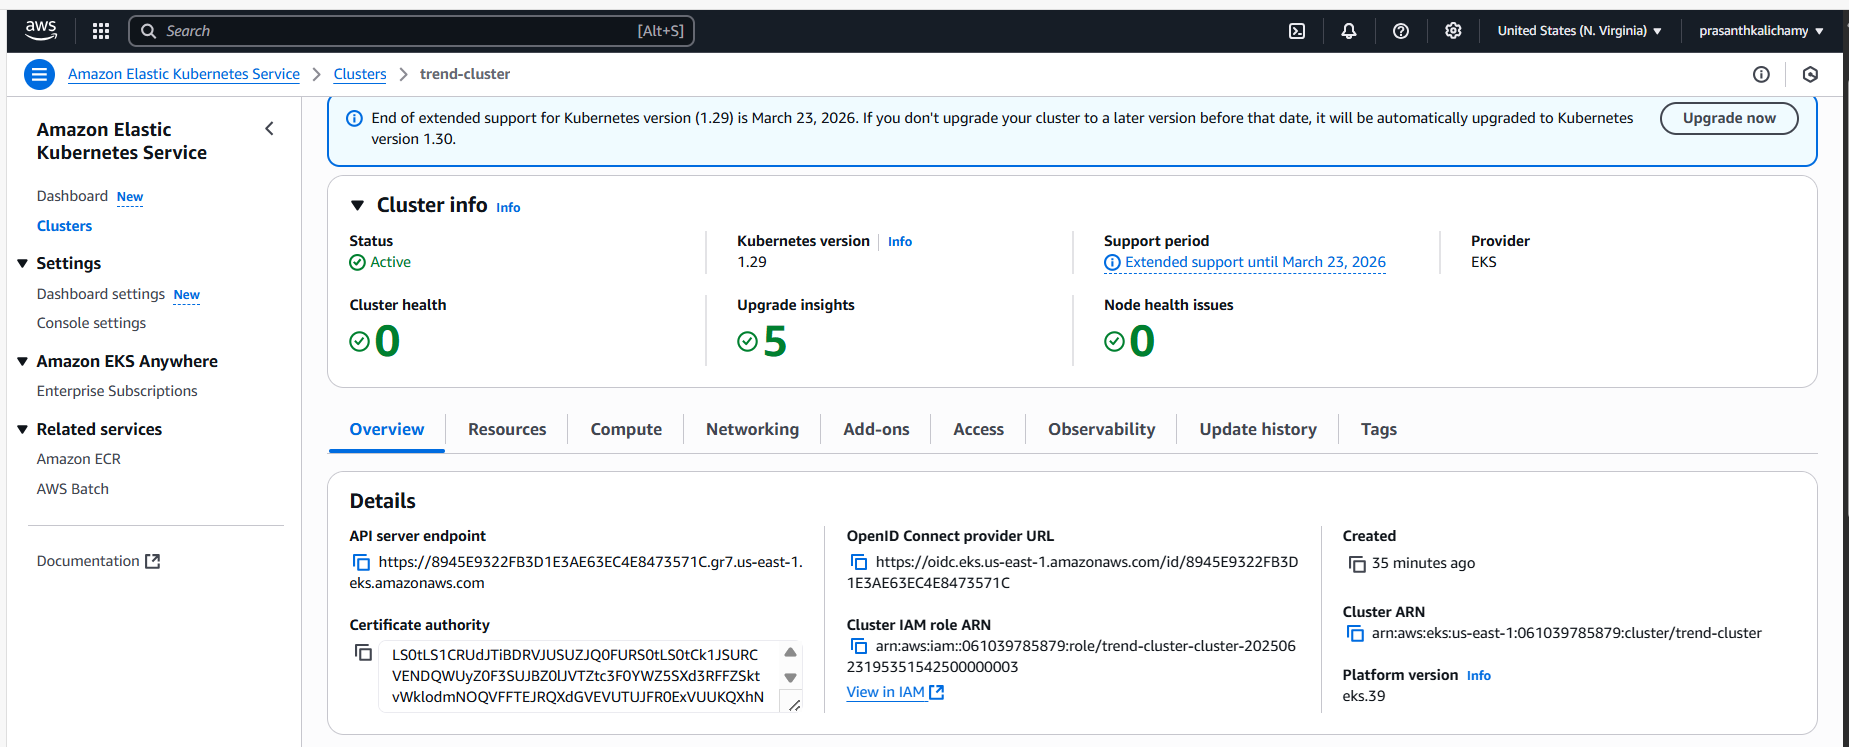 aws
Search [Alt+S]
United States (N. Virginia)
prasanthkalichamy
Amazon Elastic Kubernetes Service
Clusters
trend-cluster
Amazon Elastic
Kubernetes Service
Dashboard New
Clusters
Settings
Dashboard settings New
Console settings
Amazon EKS Anywhere
Enterprise Subscriptions
Related services
Amazon ECR
AWS Batch
Documentation
End of extended support for Kubernetes version (1.29) is March 23, 2026. If you don't upgrade your cluster to a later version before that date, it will be automatically upgraded to Kubernetes
version 1.30.
Upgrade now
Cluster info Info
Status
Active
Kubernetes version Info
1.29
Support period
Extended support until March 23, 2026
Provider
EKS
Cluster health
0
Upgrade insights
5
Node health issues
0
Overview
Resources
Compute
Networking
Add-ons
Access
Observability
Update history
Tags
Details
API server endpoint
https://8945E9322FB3D1E3AE63EC4E8473571C.gr7.us-east-1.
eks.amazonaws.com
Certificate authority
LS0tLS1CRUdJTiBDRVJUSUZJQ0FURS0tLS0tCk1JSURC
VENDQWUyZ0F3SUJBZ0lJVTZtc3F0YWZ5SXd3RFFZSkt
vWklodmNOQVFFTEJRQXdGVEVUTUJFR0ExVUUKQXhN
OpenID Connect provider URL
https://oidc.eks.us-east-1.amazonaws.com/id/8945E9322FB3D
1E3AE63EC4E8473571C
Cluster IAM role ARN
arn:aws:iam::061039785879:role/trend-cluster-cluster-202506
23195351542500000003
View in IAM
Created
35 minutes ago
Cluster ARN
arn:aws:eks:us-east-1:061039785879:cluster/trend-cluster
Platform version Info
eks.39